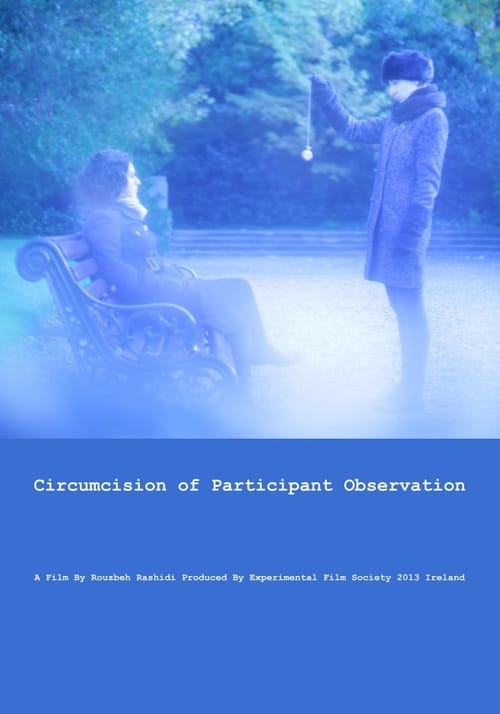 Circumcision of Participant Observation
A Film By Rouzbeh Rashidi Produced By Experimental Film Society 2013 Ireland